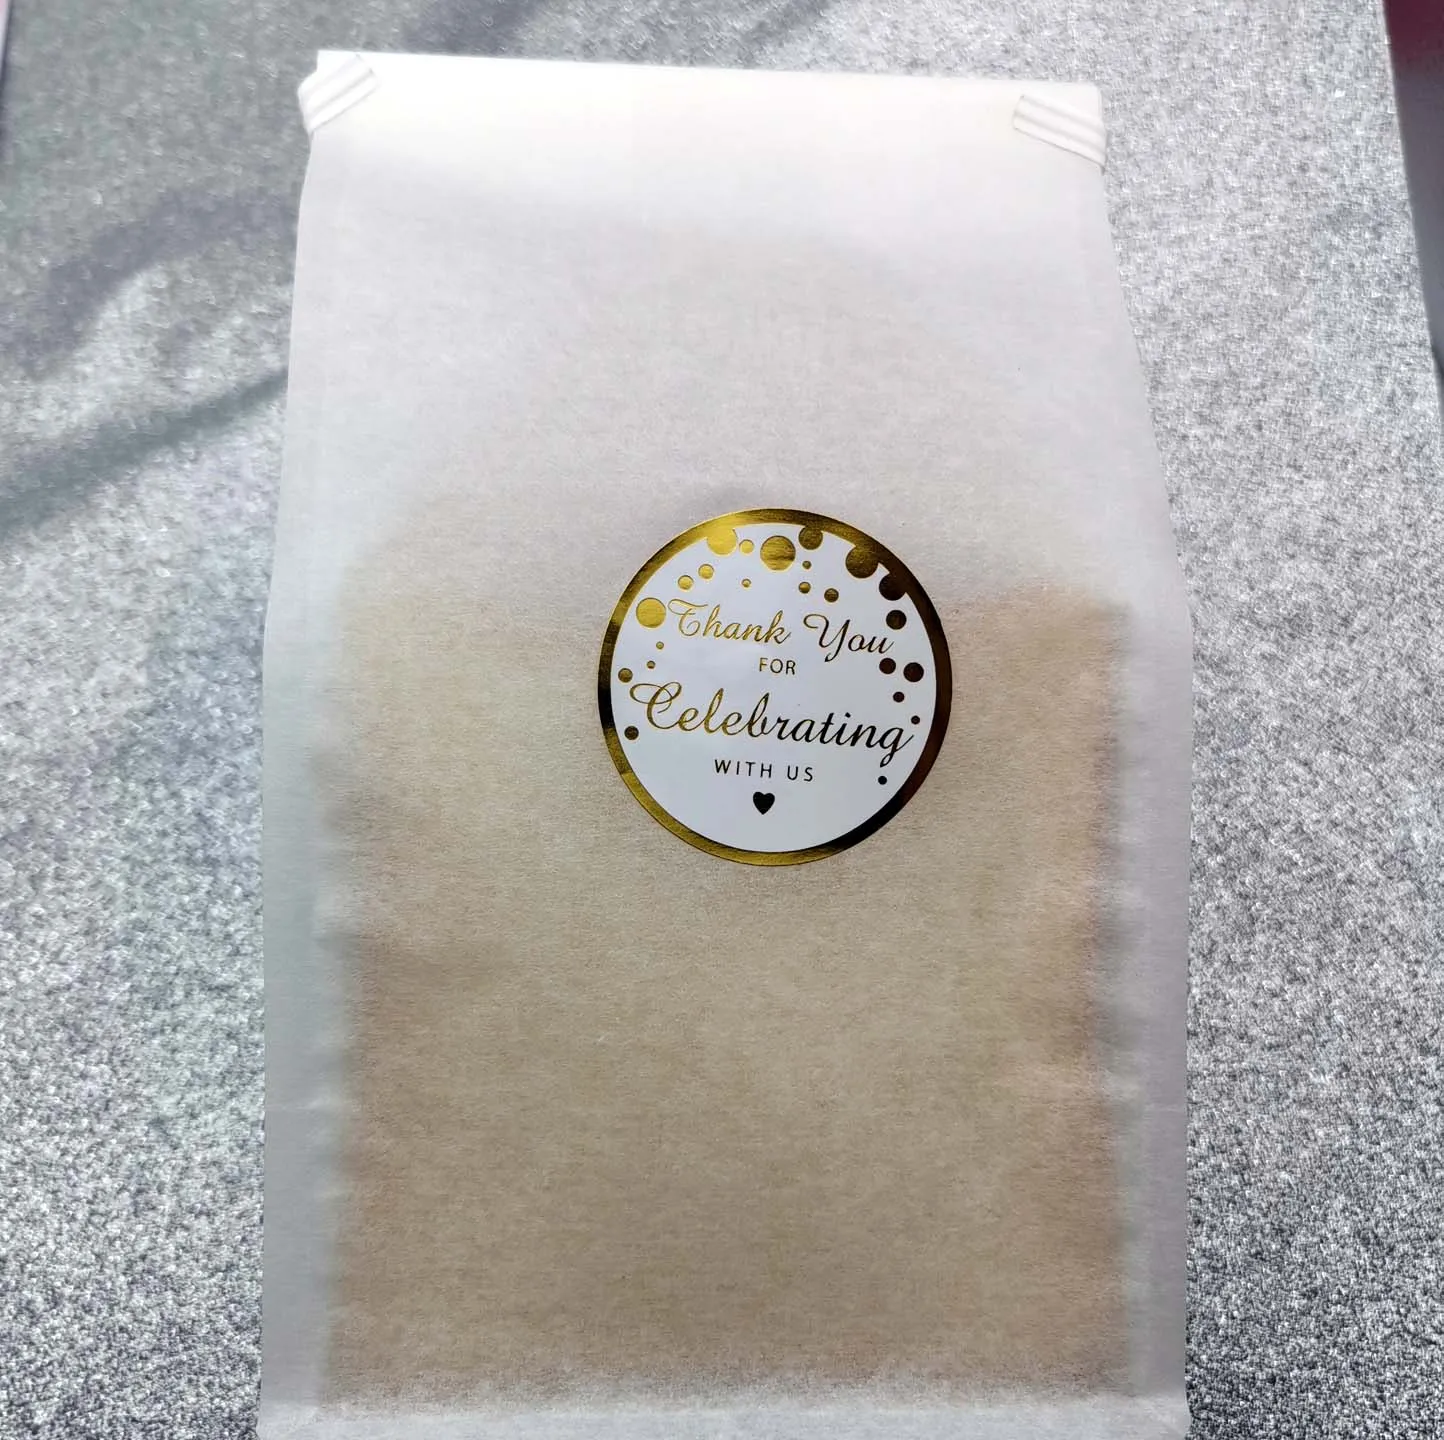 Thank You
FOR
Celebrating
WITH US